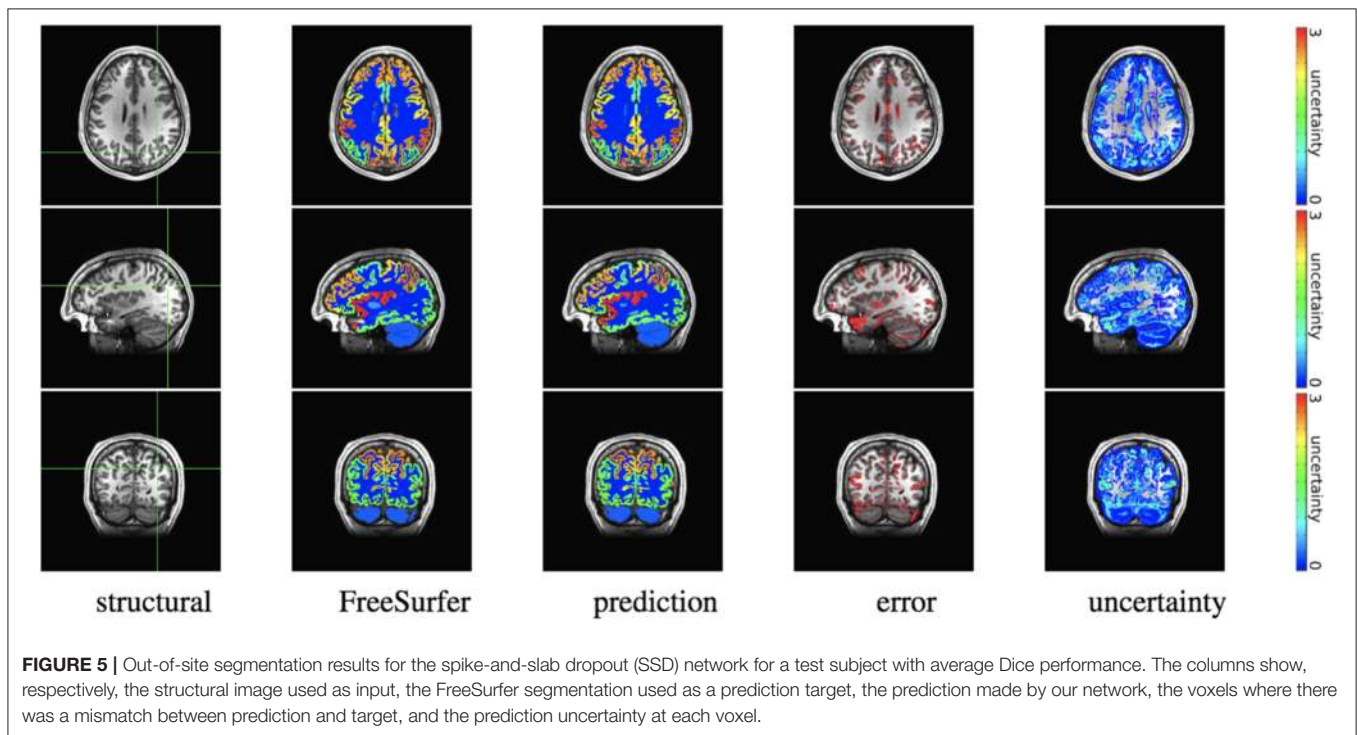 3
uncertainty
0
3
uncertainty
0
3
uncertainty
0
structural FreeSurfer prediction error uncertainty
FIGURE 5 | Out-of-site segmentation results for the spike-and-slab dropout (SSD) network for a test subject with average Dice performance. The columns show,
respectively, the structural image used as input, the FreeSurfer segmentation used as a prediction target, the prediction made by our network, the voxels where there
was a mismatch between prediction and target, and the prediction uncertainty at each voxel.